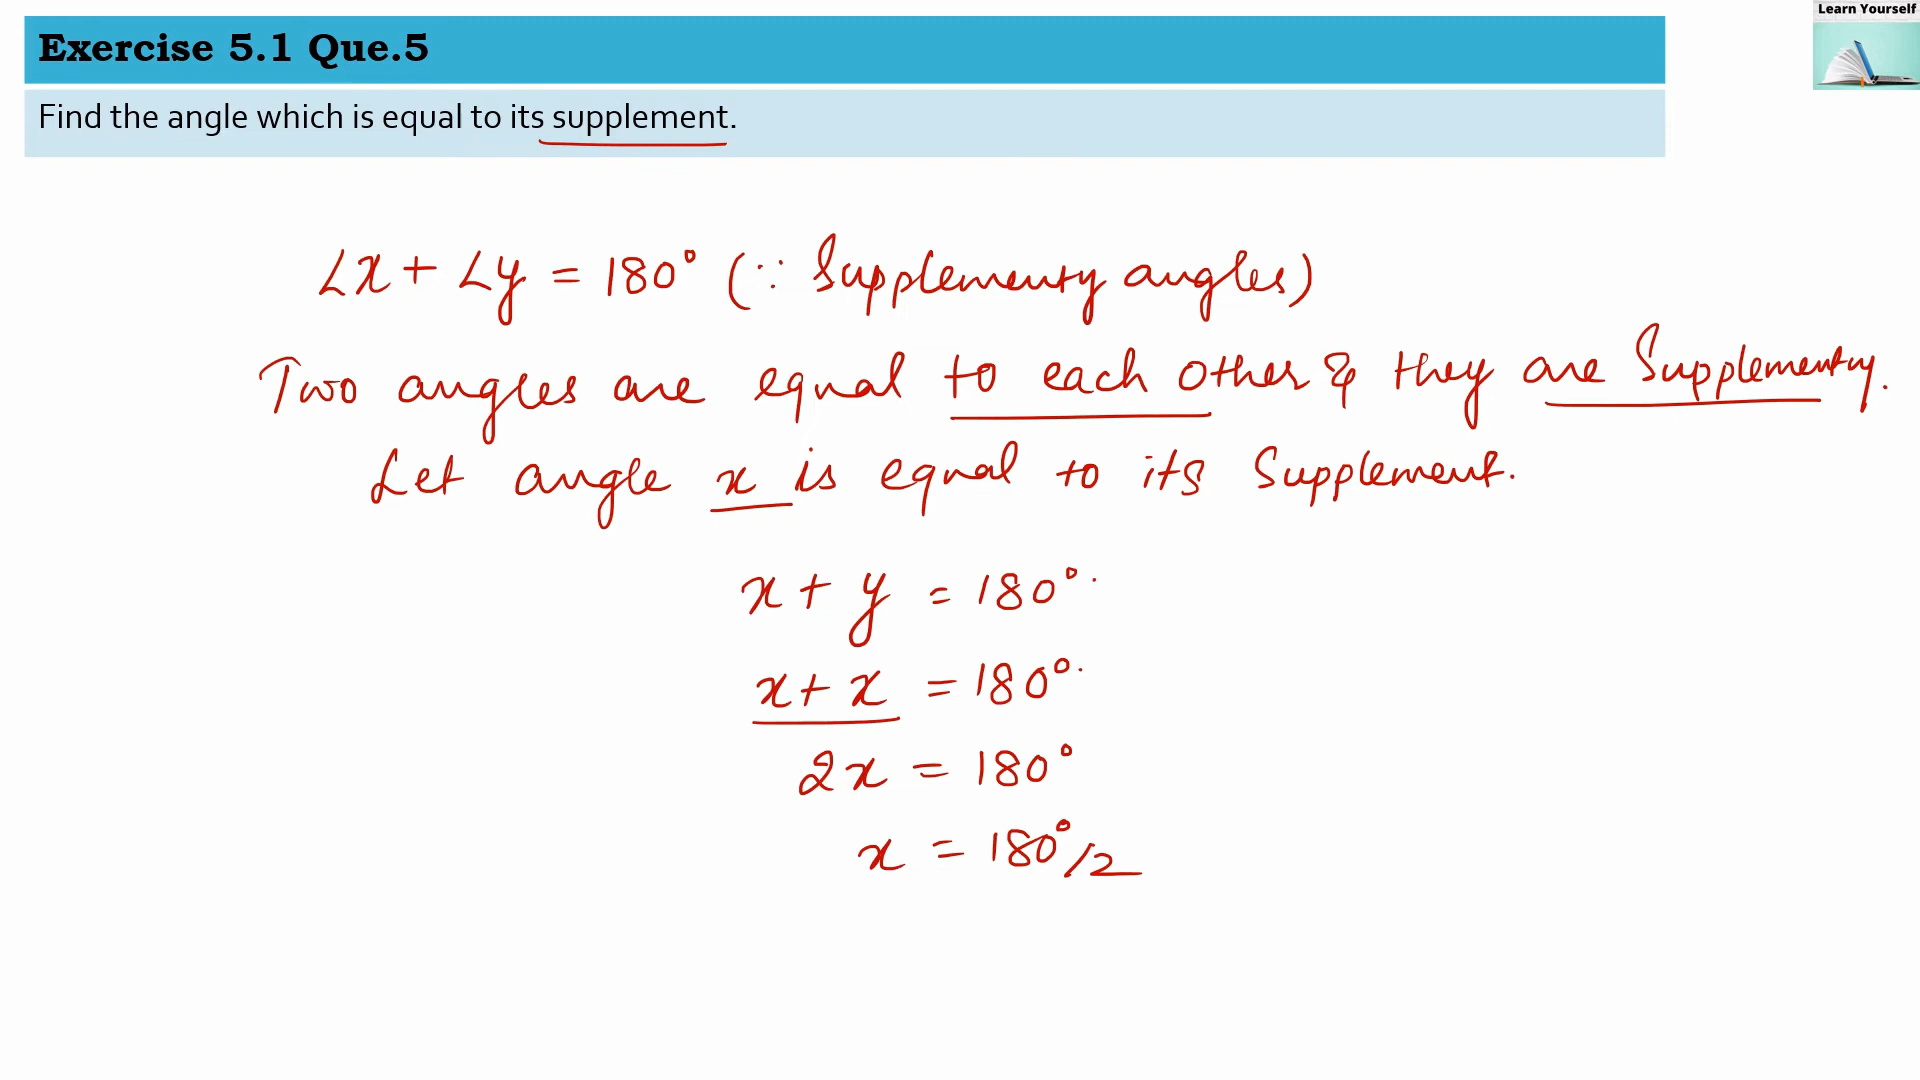 Learn Yourself
Exercise 5.1 Que.5
Find the angle which is equal to its supplement.
∠x + ∠y = 180° (∵ Supplementy angles)
Two angles are equal to each other & they are Supplementry.
Let angle x is equal to its Supplement.
x + y = 180°.
x + x = 180°.
2x = 180°
x = 180°/2